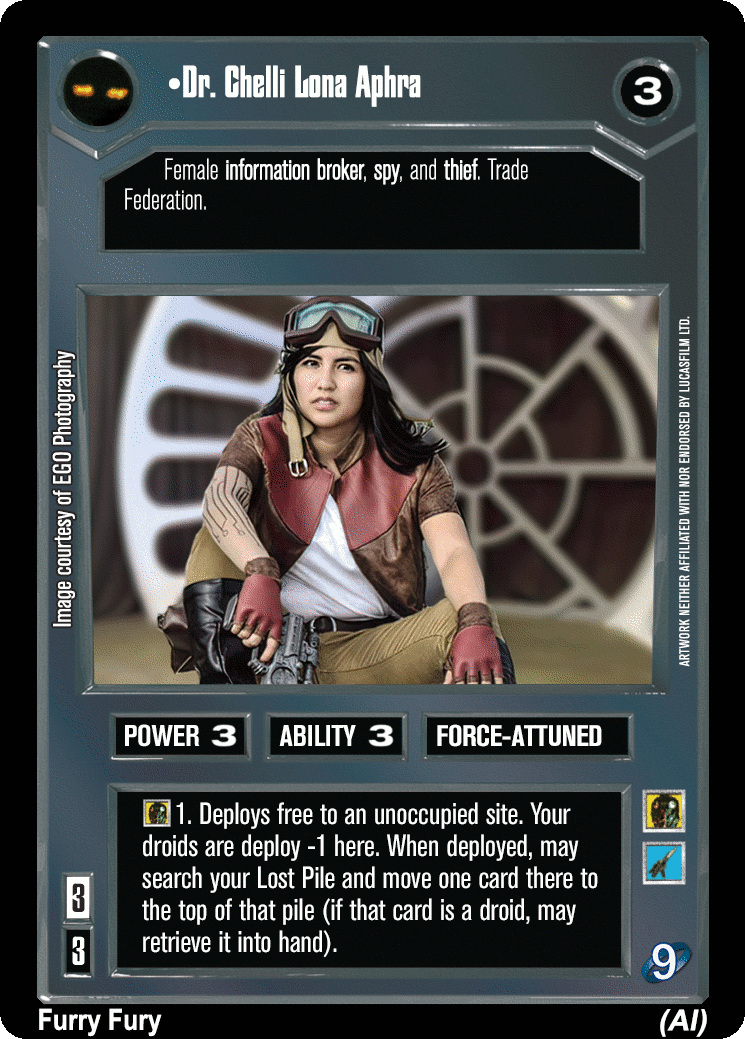 •Dr. Chelli Lona Aphra
3
Female information broker, spy, and thief. Trade
Federation.
Image courtesy of EGO Photography
ARTWORK NEITHER AFFILIATED WITH NOR ENDORSED BY LUCASFILM LTD.
POWER 3
ABILITY 3
FORCE-ATTUNED
1. Deploys free to an unoccupied site. Your
droids are deploy -1 here. When deployed, may
search your Lost Pile and move one card there to
the top of that pile (if that card is a droid, may
retrieve it into hand).
3
3
9
Furry Fury
(AI)